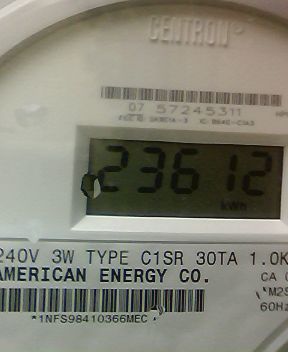 CENTRON
07 57245311
23612
kWh
240V 3W TYPE C1SR 30TA 1.0K
AMERICAN ENERGY CO.
CA
"M2S
60Hz
*1NFS98410366MEC